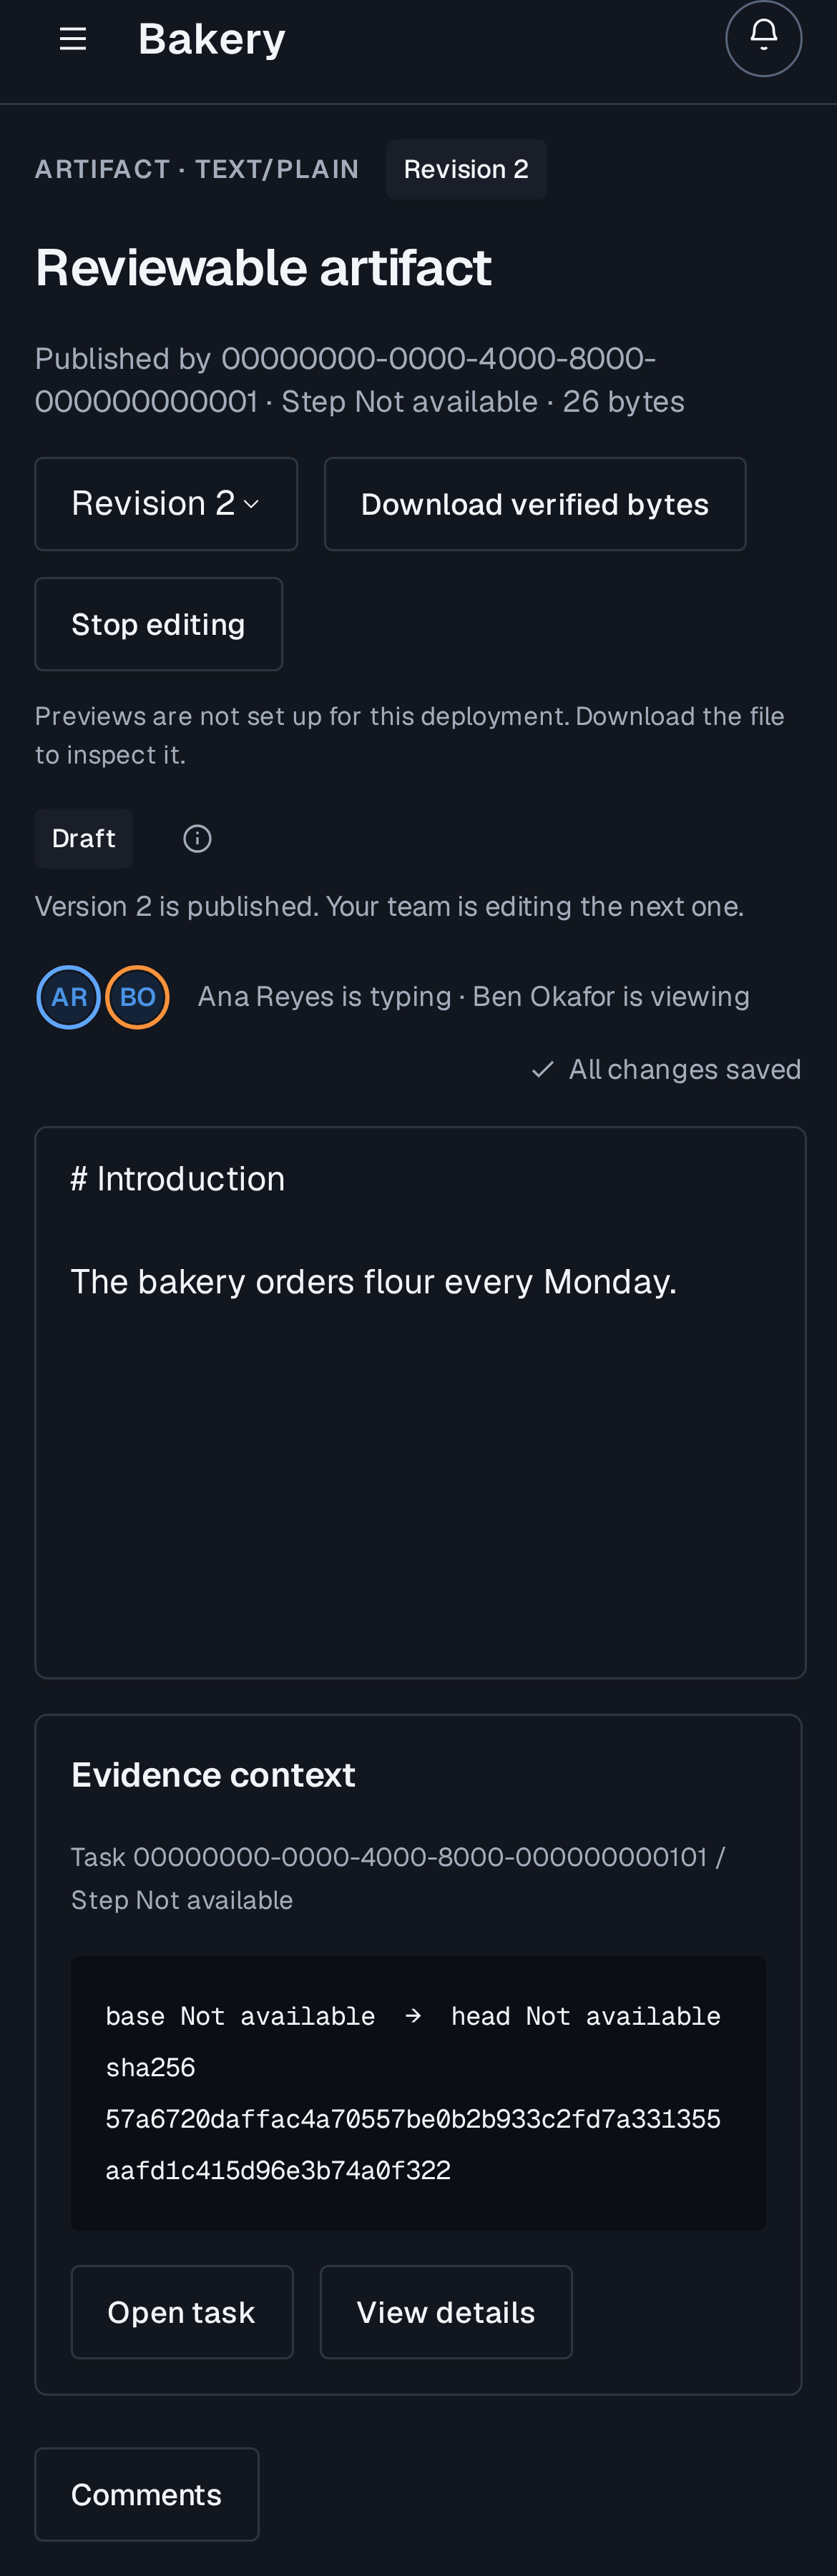 Bakery
ARTIFACT · TEXT/PLAIN
Revision 2
Reviewable artifact
Published by 00000000-0000-4000-8000-
000000000001 · Step Not available · 26 bytes
Revision 2
Download verified bytes
Stop editing
Previews are not set up for this deployment. Download the file
to inspect it.
Draft
Version 2 is published. Your team is editing the next one.
AR BO Ana Reyes is typing · Ben Okafor is viewing
All changes saved
# Introduction
The bakery orders flour every Monday.
Evidence context
Task 00000000-0000-4000-8000-000000000101 /
Step Not available
base Not available → head Not available
sha256
57a6720daffac4a70557be0b2b933c2fd7a331355
aafd1c415d96e3b74a0f322
Open task
View details
Comments